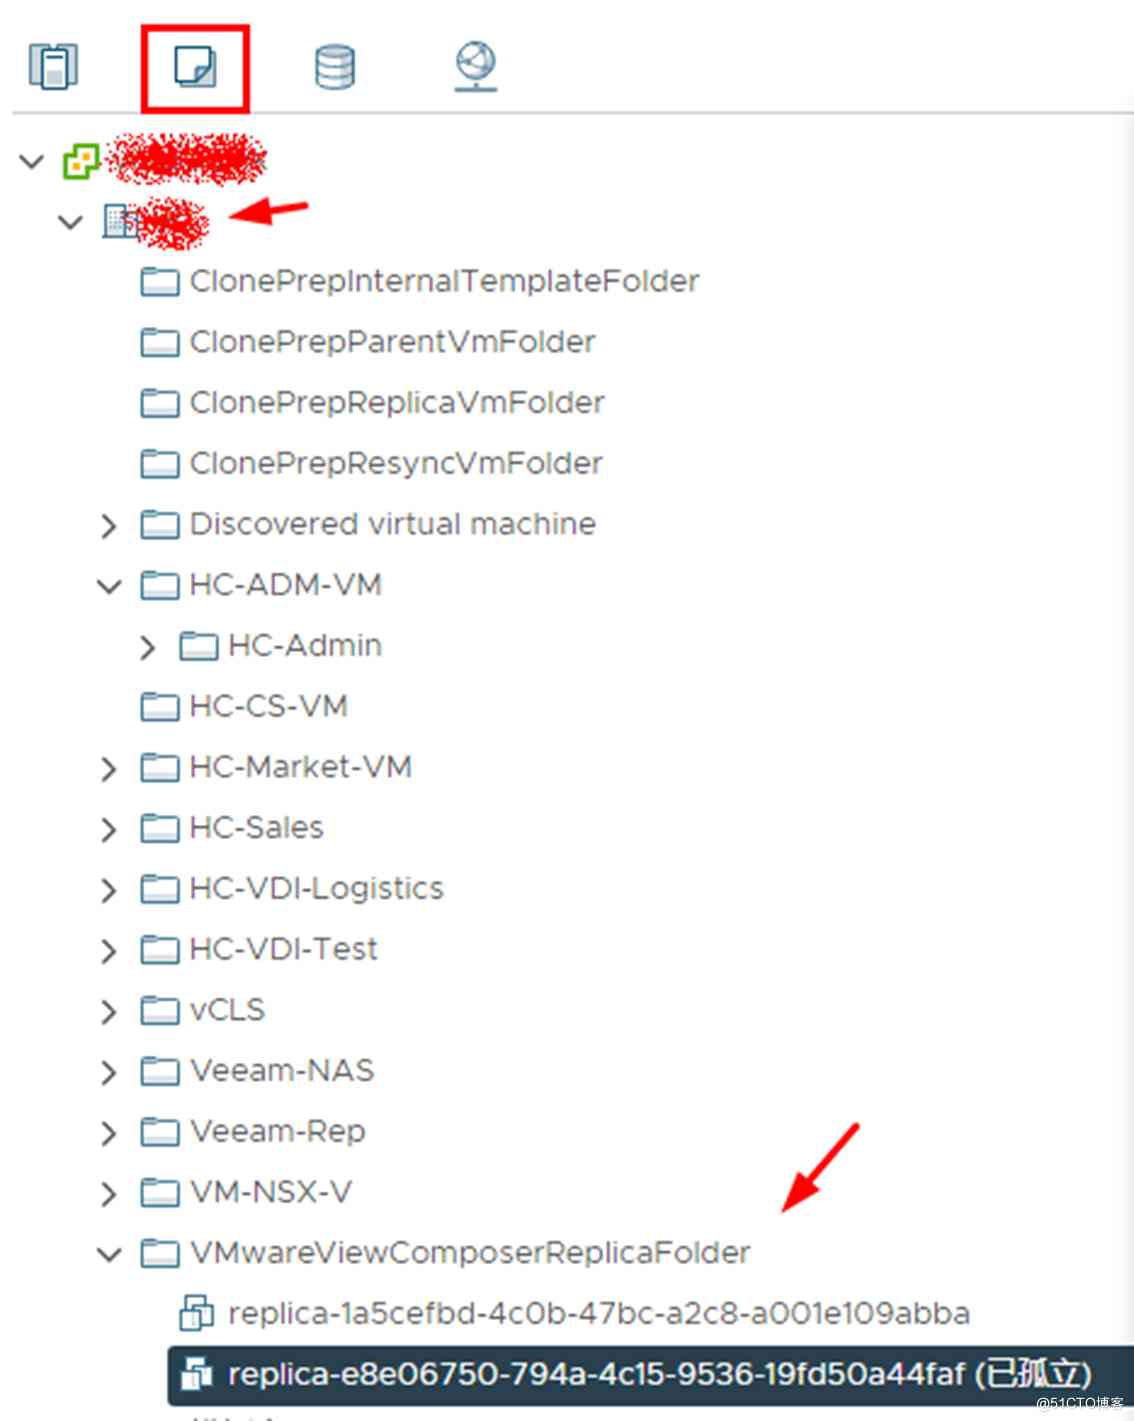 ClonePrepInternalTemplateFolder
ClonePrepParentVmFolder
ClonePrepReplicaVmFolder
ClonePrepResyncVmFolder
Discovered virtual machine
HC-ADM-VM
HC-Admin
HC-CS-VM
HC-Market-VM
HC-Sales
HC-VDI-Logistics
HC-VDI-Test
vCLS
Veeam-NAS
Veeam-Rep
VM-NSX-V
VMwareViewComposerReplicaFolder
replica-1a5cefbd-4c0b-47bc-a2c8-a001e109abba
replica-e8e06750-794a-4c15-9536-19fd50a44faf (已孤立)
@51CTO博客